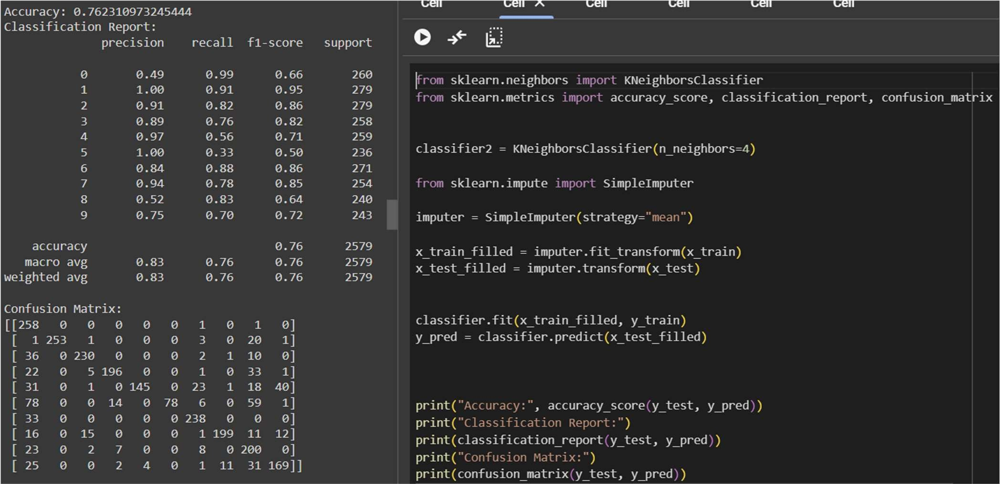 Accuracy: 0.762310973245444
Classification Report:
precision recall f1-score support
0 0.49 0.99 0.66 260
1 1.00 0.91 0.95 279
2 0.91 0.82 0.86 279
3 0.89 0.76 0.82 258
4 0.97 0.56 0.71 259
5 1.00 0.33 0.50 236
6 0.84 0.88 0.86 271
7 0.94 0.78 0.85 254
8 0.52 0.83 0.64 240
9 0.75 0.70 0.72 243
accuracy 0.76 2579
macro avg 0.83 0.76 0.76 2579
weighted avg 0.83 0.76 0.76 2579
Confusion Matrix:
[[258 0 0 0 0 0 1 0 1 0]
[ 1 253 1 0 0 0 3 0 20 1]
[ 36 0 230 0 0 0 2 1 10 0]
[ 22 0 5 196 0 0 1 0 33 1]
[ 31 0 1 0 145 0 23 1 18 40]
[ 78 0 0 14 0 78 6 0 59 1]
[ 33 0 0 0 0 0 238 0 0 0]
[ 16 0 15 0 0 0 1 199 11 12]
[ 23 0 2 7 0 0 8 0 200 0]
[ 25 0 0 2 4 0 1 11 31 169]]
Cell Cell × Cell Cell Cell Cell
from sklearn.neighbors import KNeighborsClassifier
from sklearn.metrics import accuracy_score, classification_report, confusion_matrix
classifier2 = KNeighborsClassifier(n_neighbors=4)
from sklearn.impute import SimpleImputer
imputer = SimpleImputer(strategy="mean")
x_train_filled = imputer.fit_transform(x_train)
x_test_filled = imputer.transform(x_test)
classifier.fit(x_train_filled, y_train)
y_pred = classifier.predict(x_test_filled)
print("Accuracy:", accuracy_score(y_test, y_pred))
print("Classification Report:")
print(classification_report(y_test, y_pred))
print("Confusion Matrix:")
print(confusion_matrix(y_test, y_pred))